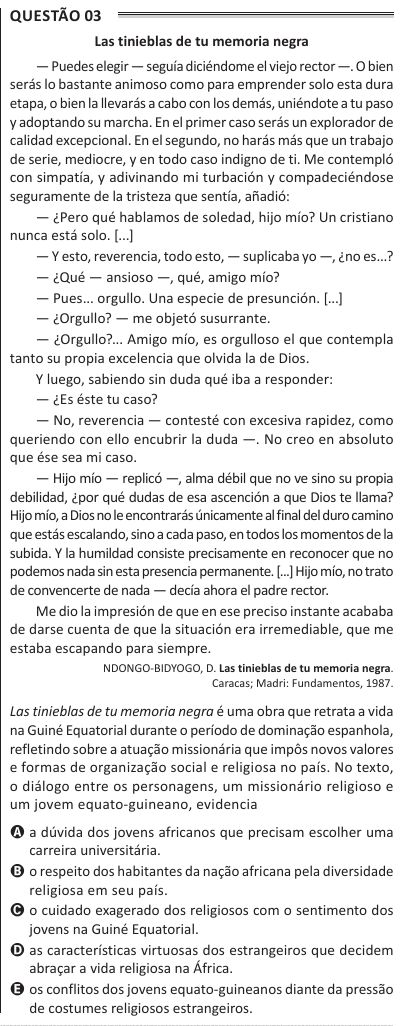 QUESTÃO 03
Las tinieblas de tu memoria negra
— Puedes elegir — seguía diciéndome el viejo rector —. O bien
serás lo bastante animoso como para emprender solo esta dura
etapa, o bien la llevarás a cabo con los demás, uniéndote a tu paso
y adoptando su marcha. En el primer caso serás un explorador de
calidad excepcional. En el segundo, no harás más que un trabajo
de serie, mediocre, y en todo caso indigno de ti. Me contempló
con simpatía, y adivinando mi turbación y compadeciéndose
seguramente de la tristeza que sentía, añadió:
— ¿Pero qué hablamos de soledad, hijo mío? Un cristiano
nunca está solo. [...]
— Y esto, reverencia, todo esto, — suplicaba yo —, ¿no es...?
— ¿Qué — ansioso —, qué, amigo mío?
— Pues... orgullo. Una especie de presunción. [...]
— ¿Orgullo? — me objetó susurrante.
— ¿Orgullo?... Amigo mío, es orgulloso el que contempla
tanto su propia excelencia que olvida la de Dios.
Y luego, sabiendo sin duda qué iba a responder:
— ¿Es éste tu caso?
— No, reverencia — contesté con excesiva rapidez, como
queriendo con ello encubrir la duda —. No creo en absoluto
que ése sea mi caso.
— Hijo mío — replicó —, alma débil que no ve sino su propia
debilidad, ¿por qué dudas de esa ascención a que Dios te llama?
Hijo mío, a Dios no le encontrarás únicamente al final del duro camino
que estás escalando, sino a cada paso, en todos los momentos de la
subida. Y la humildad consiste precisamente en reconocer que no
podemos nada sin esta presencia permanente. [...] Hijo mío, no trato
de convencerte de nada — decía ahora el padre rector.
Me dio la impresión de que en ese preciso instante acababa
de darse cuenta de que la situación era irremediable, que me
estaba escapando para siempre.
NDONGO-BIDYOGO, D. Las tinieblas de tu memoria negra.
Caracas; Madri: Fundamentos, 1987.
Las tinieblas de tu memoria negra é uma obra que retrata a vida
na Guiné Equatorial durante o período de dominação espanhola,
refletindo sobre a atuação missionária que impôs novos valores
e formas de organização social e religiosa no país. No texto,
o diálogo entre os personagens, um missionário religioso e
um jovem equato-guineano, evidencia
A a dúvida dos jovens africanos que precisam escolher uma
carreira universitária.
B o respeito dos habitantes da nação africana pela diversidade
religiosa em seu país.
C o cuidado exagerado dos religiosos com o sentimento dos
jovens na Guiné Equatorial.
D as características virtuosas dos estrangeiros que decidem
abraçar a vida religiosa na África.
E os conflitos dos jovens equato-guineanos diante da pressão
de costumes religiosos estrangeiros.